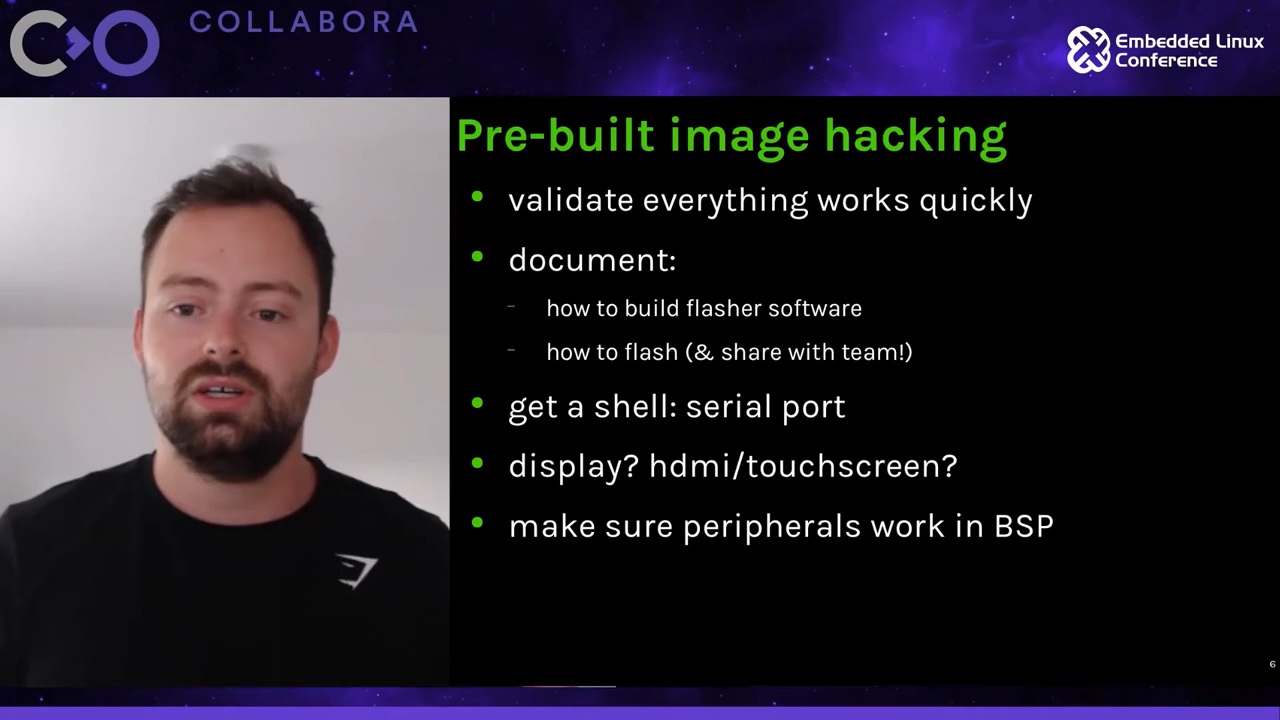 COLLABORA
Embedded Linux
Conference
Pre-built image hacking
validate everything works quickly
document:
how to build flasher software
how to flash (& share with team!)
get a shell: serial port
display? hdmi/touchscreen?
make sure peripherals work in BSP
6